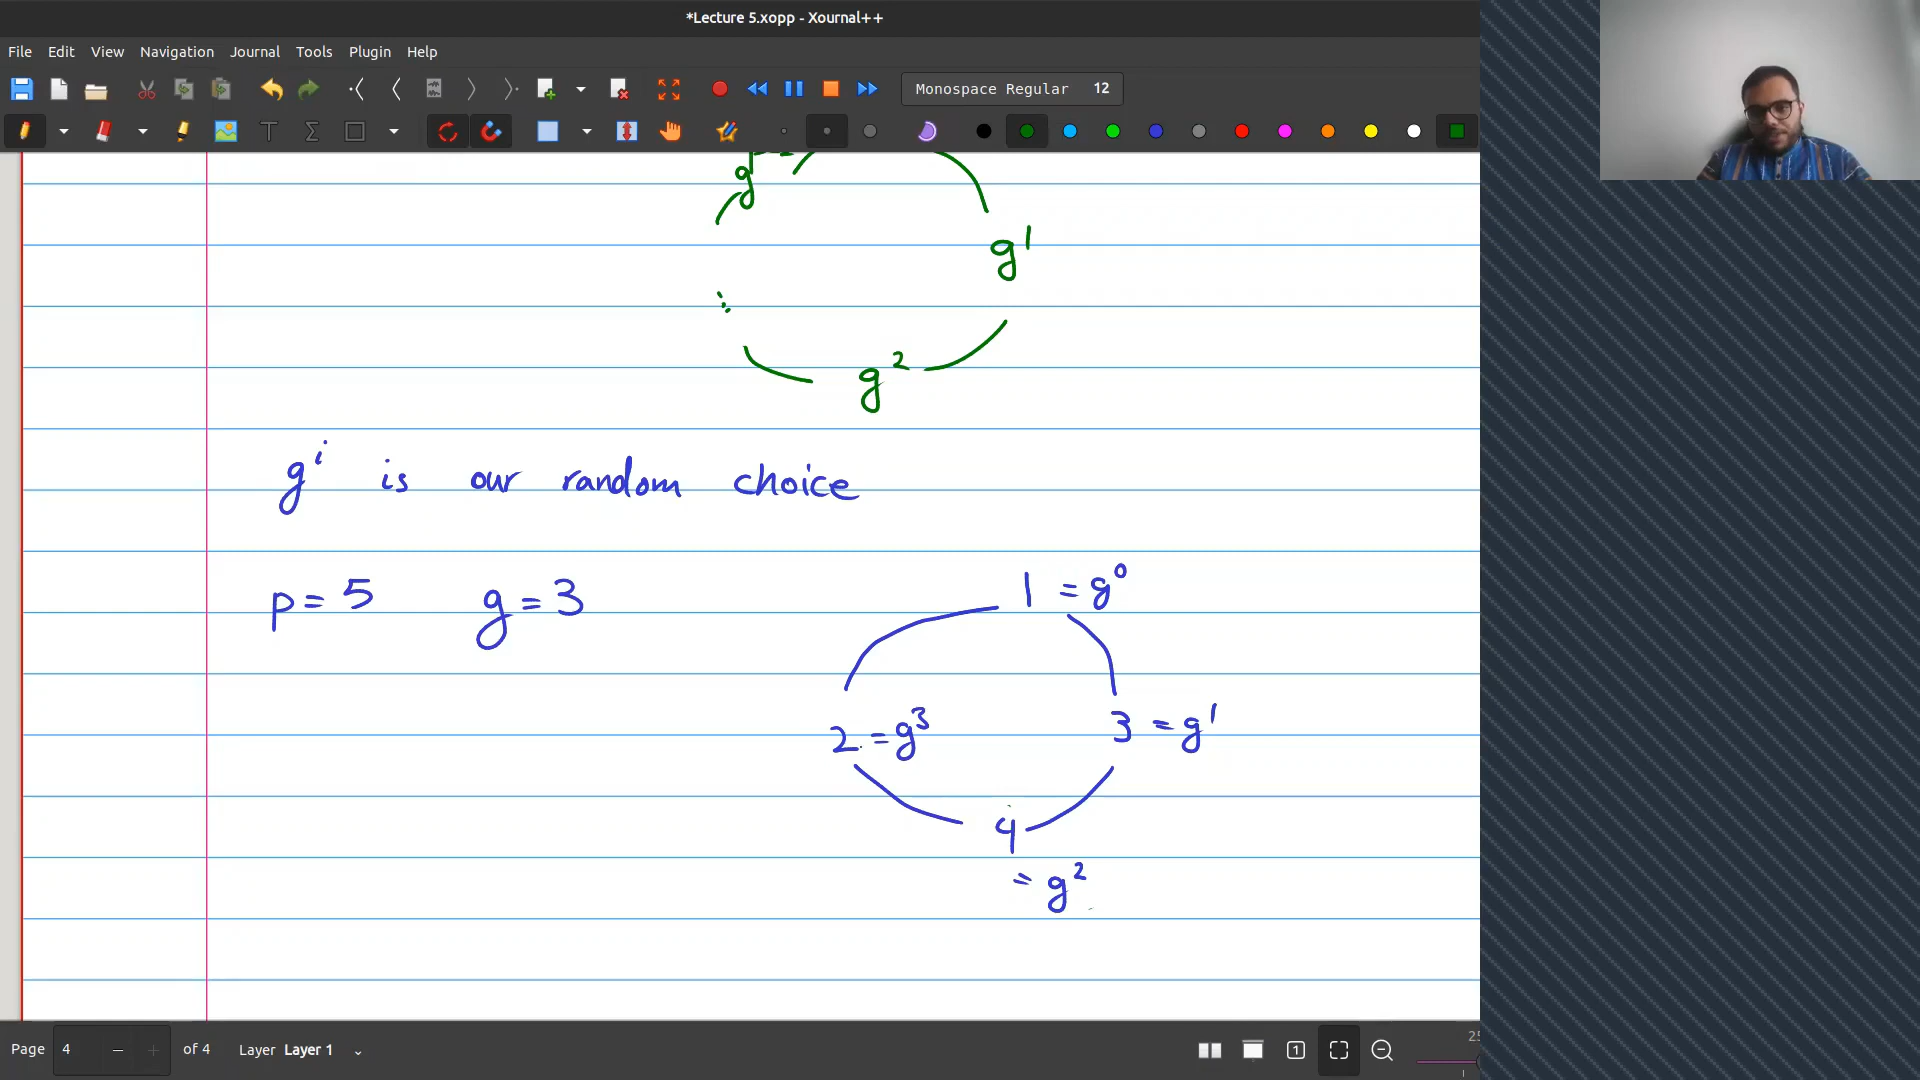 *Lecture 5.xopp - Xournal++
File Edit View Navigation Journal Tools Plugin Help
Monospace Regular 12
g¹
g²
gⁱ is our random choice
p = 5 g = 3
1 = g⁰
2 = g³ 3 = g¹
4
= g²
Page 4 of 4 Layer Layer 1